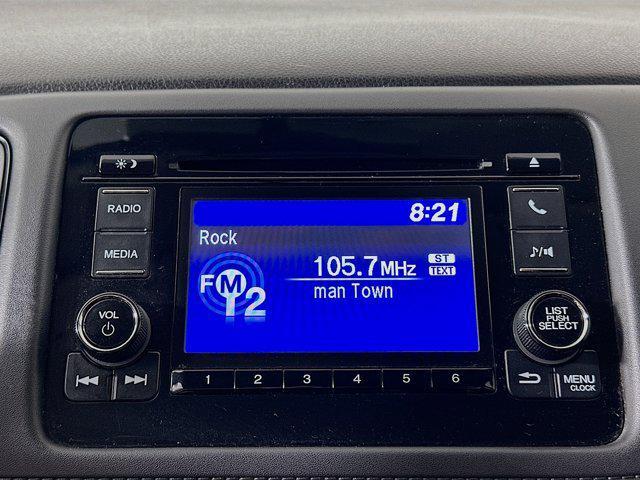 8:21
RADIO
Rock
MEDIA
105.7MHz
ST
TEXT
FM
12
man Town
VOL
LIST
PUSH
SELECT
1 2 3 4 5 6
MENU
CLOCK